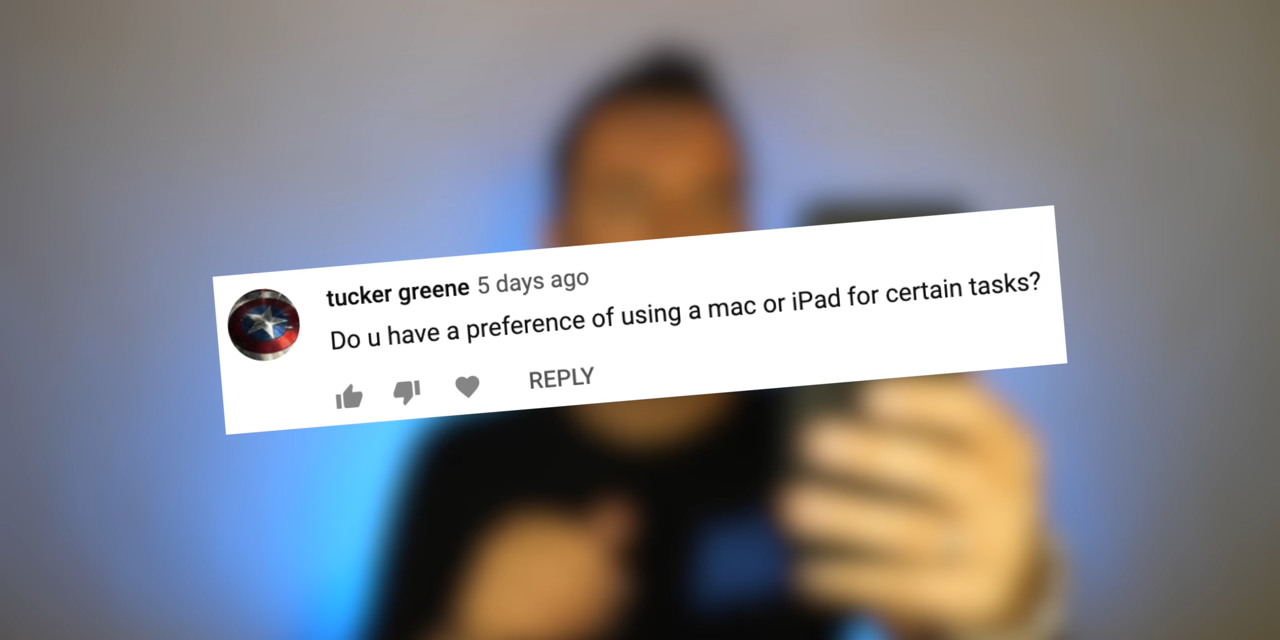 tucker greene 5 days ago
Do u have a preference of using a mac or iPad for certain tasks?
REPLY